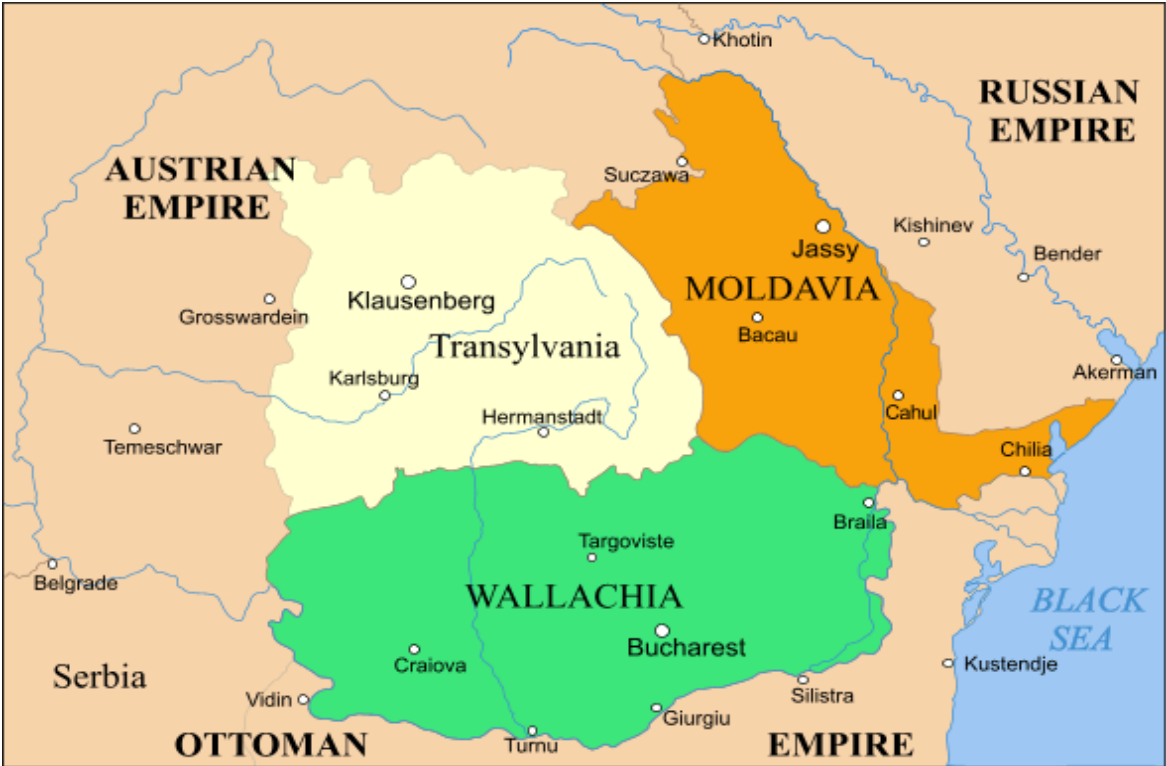 Khotin
RUSSIAN
EMPIRE
AUSTRIAN
EMPIRE
Suczawa
Kishinev
Jassy
Bender
MOLDAVIA
Klausenberg
Grosswardein
Bacau
Transylvania
Akerman
Karlsburg
Cahul
Hermanstadt
Temeschwar
Chilia
Braila
Targoviste
Belgrade
WALLACHIA
BLACK
SEA
Bucharest
Craiova
Kustendje
Serbia
Silistra
Vidin
Giurgiu
OTTOMAN
Turnu
EMPIRE